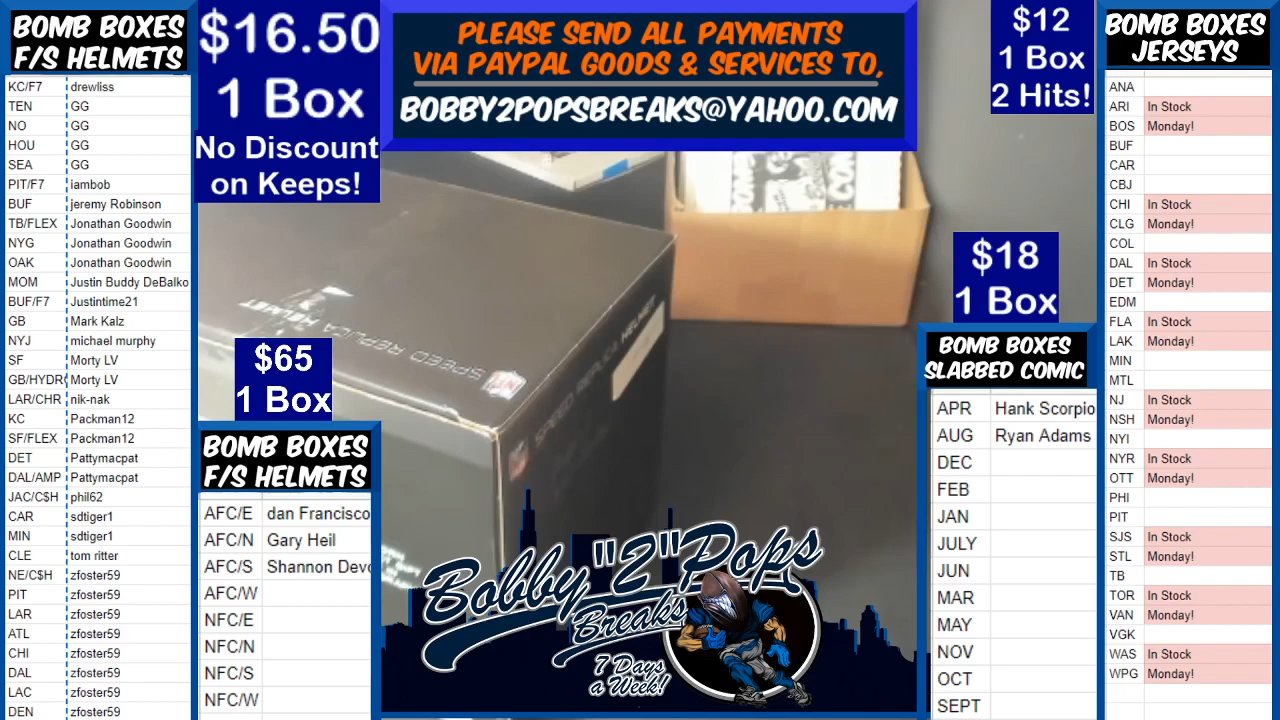 BOMB BOXES
F/S HELMETS
KC/F7 drewliss
TEN GG
NO GG
HOU GG
SEA GG
PIT/F7 iambob
BUF jeremy Robinson
TB/FLEX Jonathan Goodwin
NYG Jonathan Goodwin
OAK Jonathan Goodwin
MOM Justin Buddy DeBalko
BUF/F7 Justintime21
GB Mark Kalz
NYJ michael murphy
SF Morty LV
GB/HYDR Morty LV
LAR/CHR nik-nak
KC Packman12
SF/FLEX Packman12
DET Pattymacpat
DAL/AMP Pattymacpat
JAC/C$H phil62
CAR sdtiger1
MIN sdtiger1
CLE tom ritter
NE/C$H zfoster59
PIT zfoster59
LAR zfoster59
ATL zfoster59
CHI zfoster59
DAL zfoster59
LAC zfoster59
DEN zfoster59
$16.50
1 Box
No Discount
on Keeps!
$65
1 Box
BOMB BOXES
F/S HELMETS
AFC/E dan Francisco
AFC/N Gary Heil
AFC/S Shannon Devo
AFC/W
NFC/E
NFC/N
NFC/S
NFC/W
PLEASE SEND ALL PAYMENTS
VIA PAYPAL GOODS & SERVICES TO,
BOBBY2POPSBREAKS@YAHOO.COM
SPEED REPLICA HELMET
NFL
SPEED REPLICA HELMET
Bobby "2" Pops
Breaks
7 Days
a Week!
$12
1 Box
2 Hits!
$18
1 Box
BOMB BOXES
SLABBED COMIC
APR Hank Scorpio
AUG Ryan Adams
DEC
FEB
JAN
JULY
JUN
MAR
MAY
NOV
OCT
SEPT
BOMB BOXES
JERSEYS
ANA
ARI In Stock
BOS Monday!
BUF
CAR
CBJ
CHI In Stock
CLG Monday!
COL
DAL In Stock
DET Monday!
EDM
FLA In Stock
LAK Monday!
MIN
MTL
NJ In Stock
NSH Monday!
NYI
NYR In Stock
OTT Monday!
PHI
PIT
SJS In Stock
STL Monday!
TB
TOR In Stock
VAN Monday!
VGK
WAS In Stock
WPG Monday!